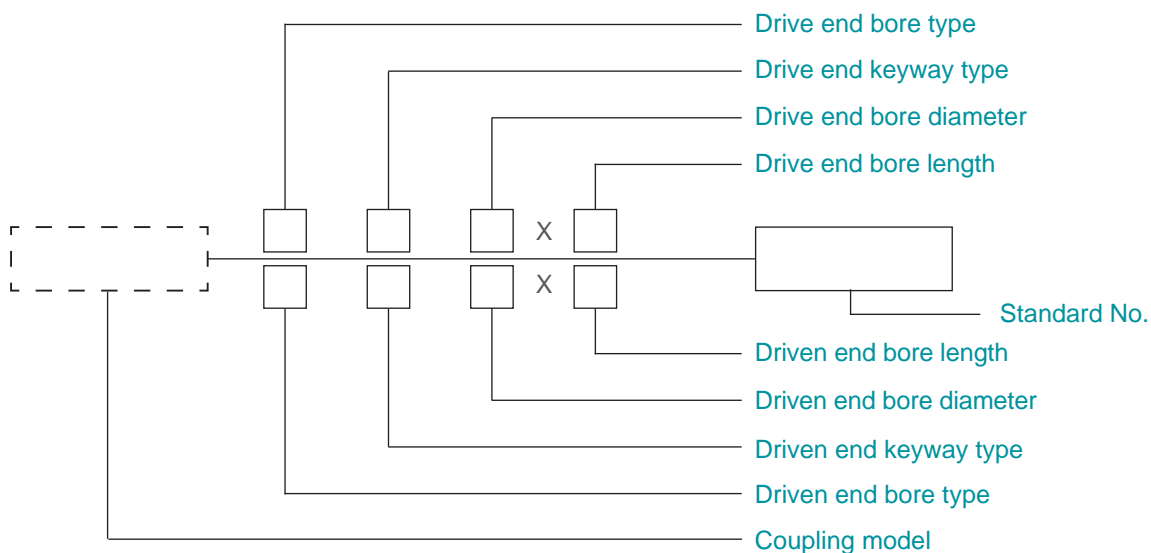 Drive end bore type
Drive end keyway type
Drive end bore diameter
Drive end bore length
X
X
Standard No.
Driven end bore length
Driven end bore diameter
Driven end keyway type
Driven end bore type
Coupling model